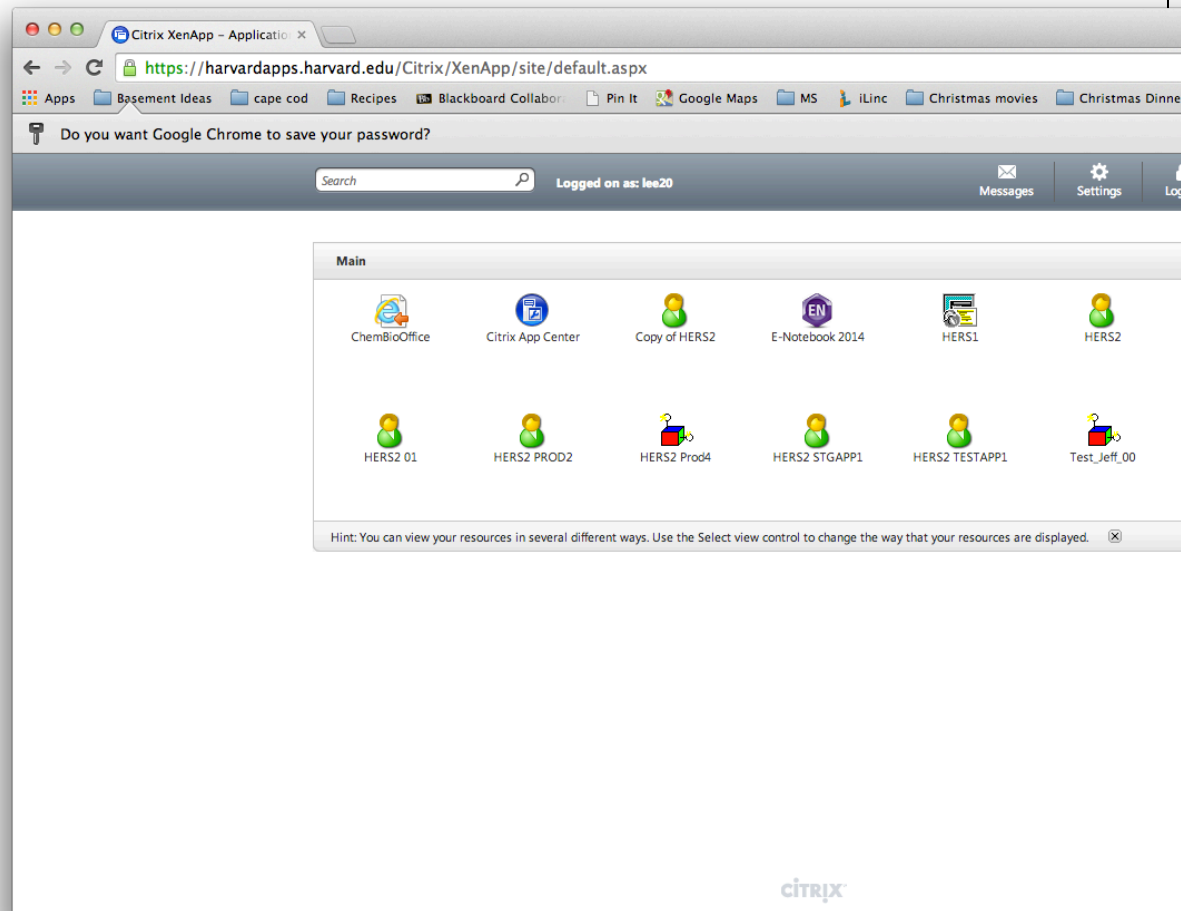 Citrix XenApp – Applicatio
https://harvardapps.harvard.edu/Citrix/XenApp/site/default.aspx
Apps Basement Ideas cape cod Recipes Blackboard Collabor Pin It Google Maps MS iLinc Christmas movies Christmas Dinne
Do you want Google Chrome to save your password?
Search Logged on as: lee20 Messages Settings Log
Main
ChemBioOffice Citrix App Center Copy of HERS2 E-Notebook 2014 HERS1 HERS2
HERS2 01 HERS2 PROD2 HERS2 Prod4 HERS2 STGAPP1 HERS2 TESTAPP1 Test_Jeff_00
Hint: You can view your resources in several different ways. Use the Select view control to change the way that your resources are displayed.
CİTRIX